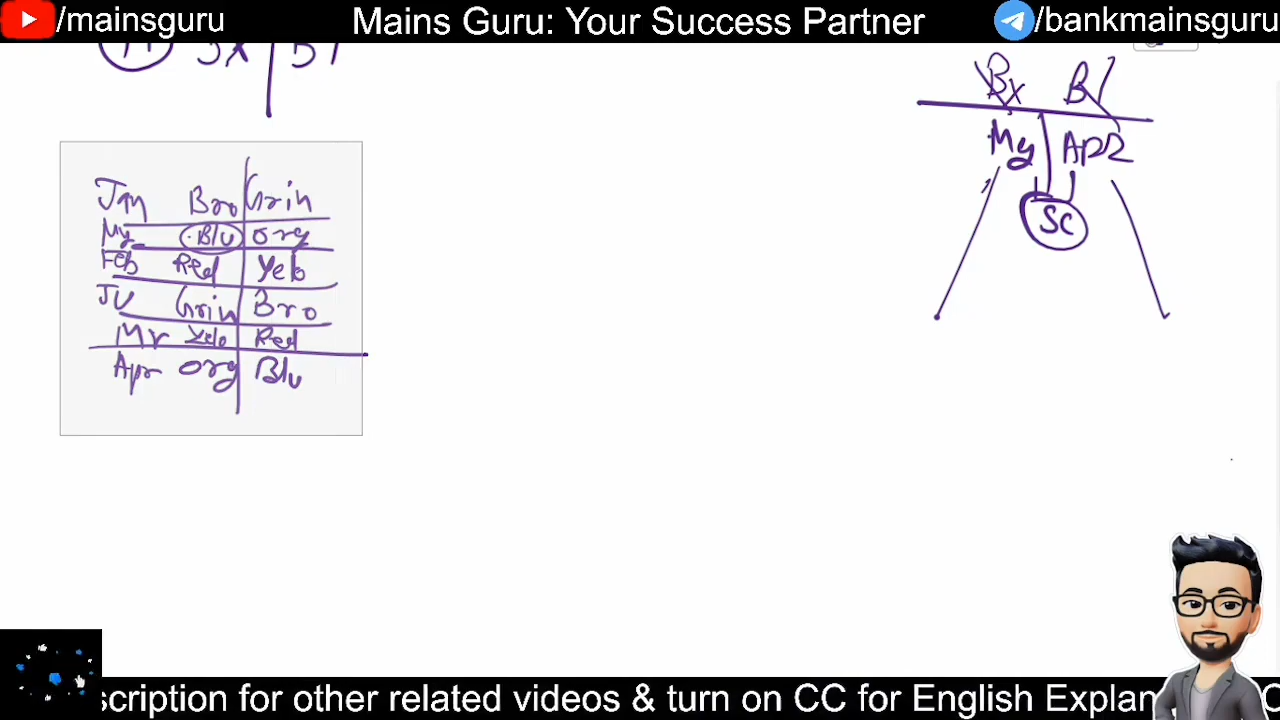 /mainsguru Mains Guru: Your Success Partner /bankmainsguru
Bx B/
My APR
SC
Jan Bro Grin
My Blu Org
Feb Red Yelo
JU Grin Bro
Mr Yelo Red
Apr Org Blu
scription for other related videos & turn on CC for English Explan